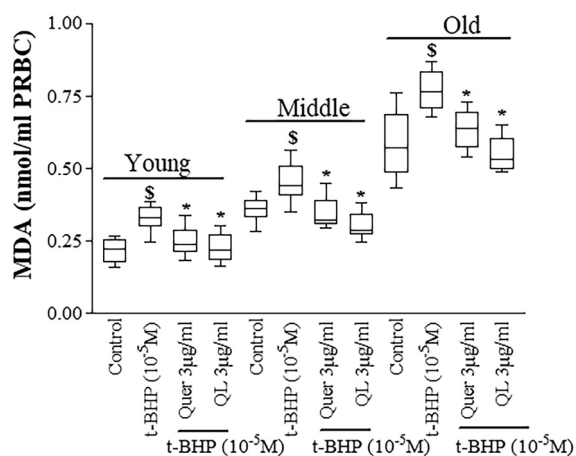 MDA (nmol/ml PRBC)
1.00
0.75
0.50
0.25
0.00
Young
Middle
Old
$
*
*
$
*
*
$
*
*
Control
t-BHP (10⁻⁵M)
Quer 3µg/ml
QL 3µg/ml
Control
t-BHP (10⁻⁵M)
Quer 3µg/ml
QL 3µg/ml
Control
t-BHP (10⁻⁵M)
Quer 3µg/ml
QL 3µg/ml
t-BHP (10⁻⁵M)
t-BHP (10⁻⁵M)
t-BHP (10⁻⁵M)